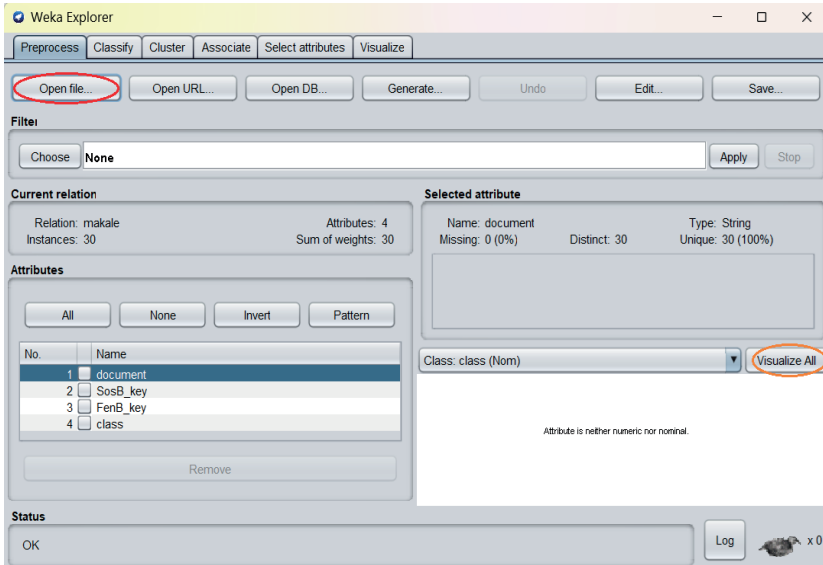 Weka Explorer
Preprocess Classify Cluster Associate Select attributes Visualize
Open file... Open URL... Open DB... Generate... Undo Edit... Save...
Filter
Choose None Apply Stop
Current relation
Relation: makale Attributes: 4
Instances: 30 Sum of weights: 30
Attributes
All None Invert Pattern
No. Name
1 document
2 SosB_key
3 FenB_key
4 class
Remove
Selected attribute
Name: document Type: String
Missing: 0 (0%) Distinct: 30 Unique: 30 (100%)
Class: class (Nom) Visualize All
Attribute is neither numeric nor nominal.
Status
OK Log x 0